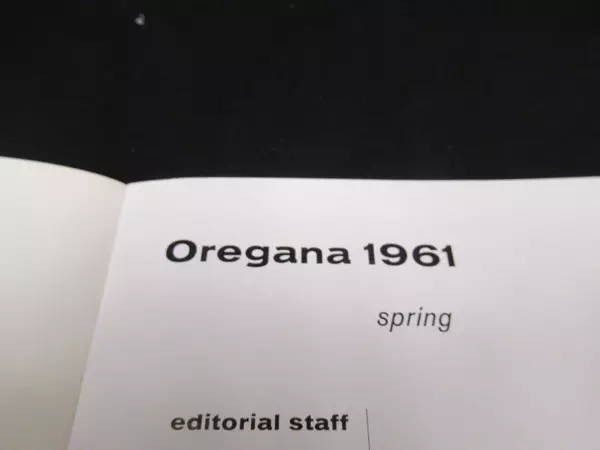 Oregana 1961
spring
editorial staff